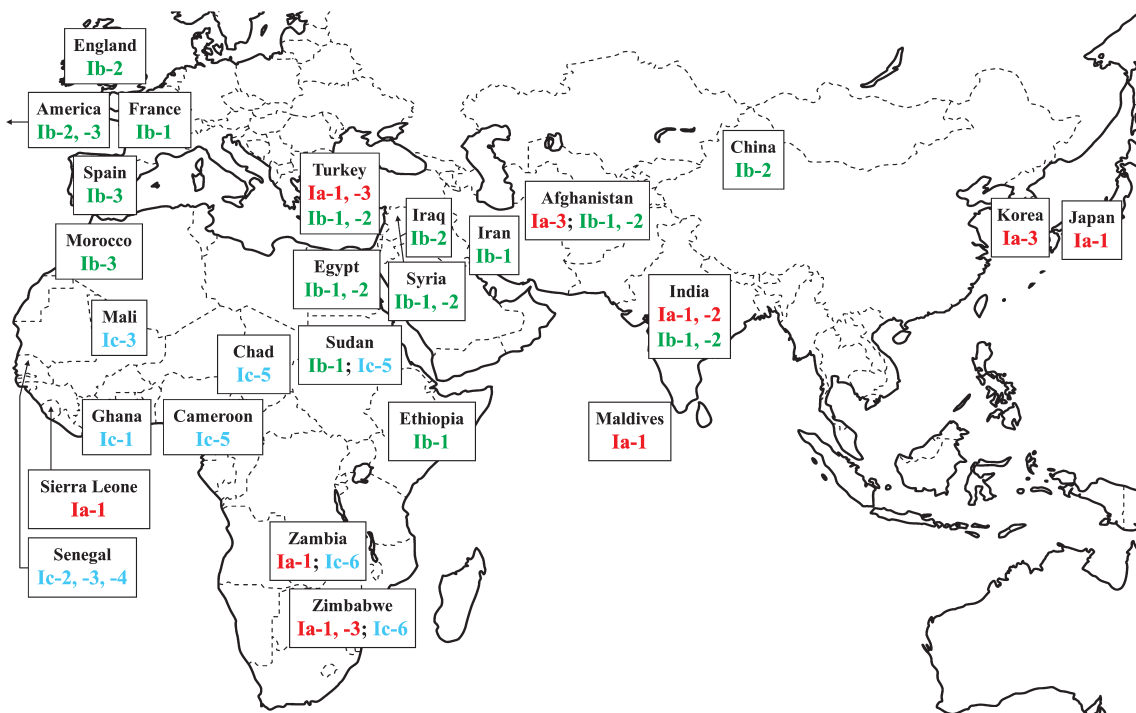 England
Ib-2
America
Ib-2, -3
France
Ib-1
Spain
Ib-3
Morocco
Ib-3
Turkey
Ia-1, -3
Ib-1, -2
Iraq
Ib-2
Iran
Ib-1
Afghanistan
Ia-3; Ib-1, -2
China
Ib-2
Korea
Ia-3
Japan
Ia-1
Egypt
Ib-1, -2
Syria
Ib-1, -2
India
Ia-1, -2
Ib-1, -2
Mali
Ic-3
Chad
Ic-5
Sudan
Ib-1; Ic-5
Ghana
Ic-1
Cameroon
Ic-5
Ethiopia
Ib-1
Maldives
Ia-1
Sierra Leone
Ia-1
Senegal
Ic-2, -3, -4
Zambia
Ia-1; Ic-6
Zimbabwe
Ia-1, -3; Ic-6